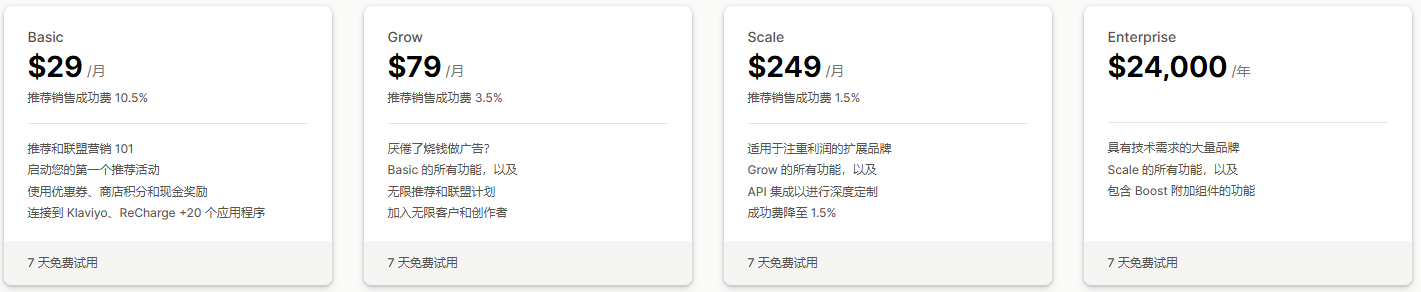 Basic
$29 /月
推荐销售成功费 10.5%
推荐和联盟营销 101
启动您的第一个推荐活动
使用优惠券、商店积分和现金奖励
连接到 Klaviyo、ReCharge +20 个应用程序
7 天免费试用
Grow
$79 /月
推荐销售成功费 3.5%
厌倦了烧钱做广告？
Basic 的所有功能，以及
无限推荐和联盟计划
加入无限客户和创作者
7 天免费试用
Scale
$249 /月
推荐销售成功费 1.5%
适用于注重利润的扩展品牌
Grow 的所有功能，以及
API 集成以进行深度定制
成功费降至 1.5%
7 天免费试用
Enterprise
$24,000 /年
具有技术需求的大量品牌
Scale 的所有功能，以及
包含 Boost 附加组件的功能
7 天免费试用